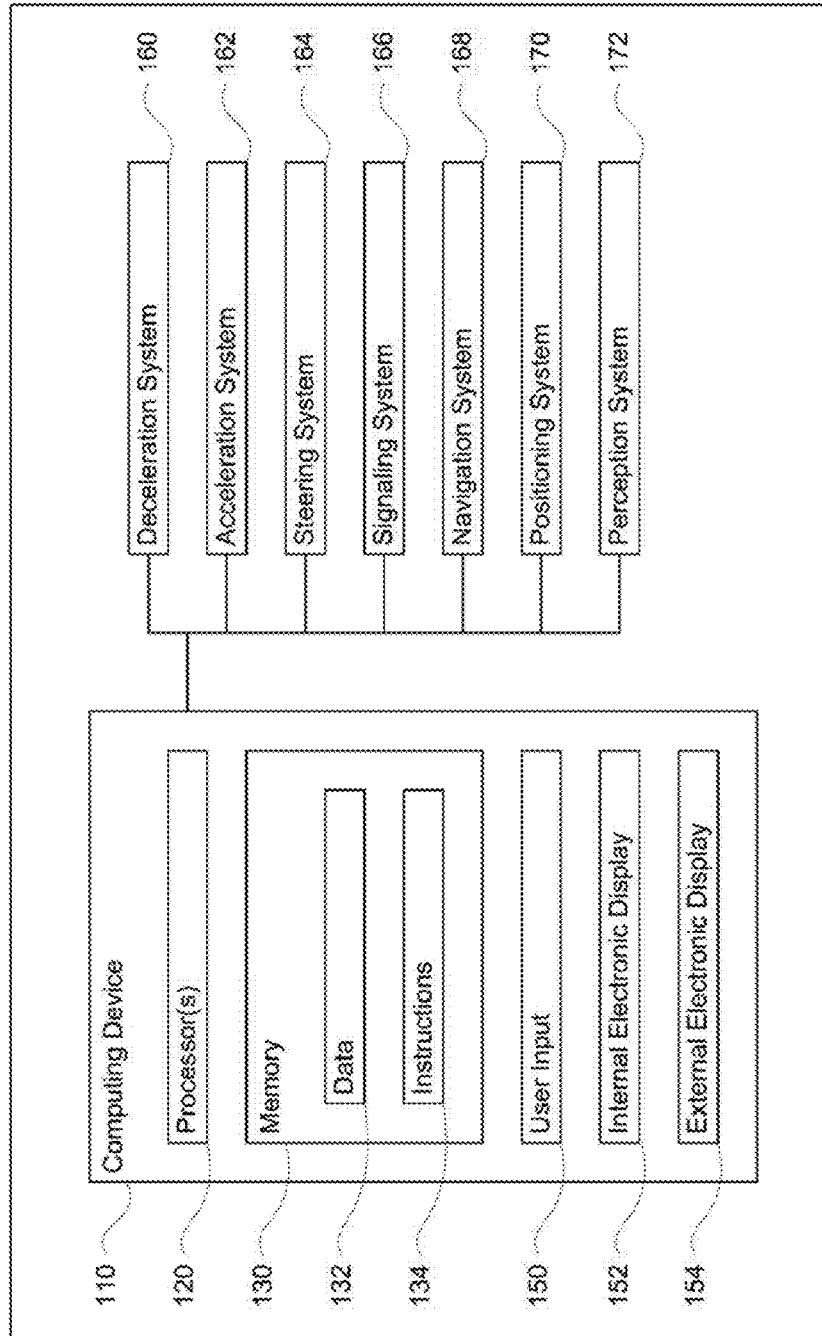 110
Computing Device
120
Processor(s)
130
Memory
132
Data
134
Instructions
150
User Input
152
Internal Electronic Display
154
External Electronic Display
Deceleration System
160
Acceleration System
162
Steering System
164
Signaling System
166
Navigation System
168
Positioning System
170
Perception System
172